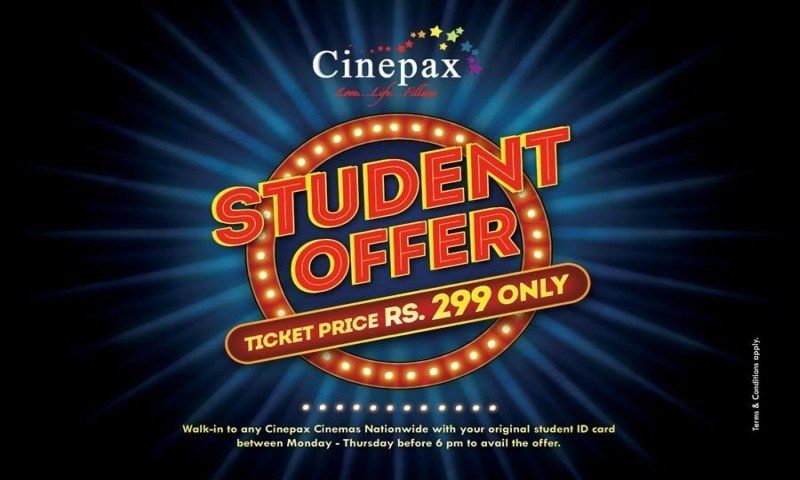 Cinepax
Love...Life...Films
STUDENT
OFFER
TICKET PRICE RS. 299 ONLY
Walk-in to any Cinepax Cinemas Nationwide with your original student ID card
between Monday - Thursday before 6 pm to avail the offer.
Terms & Conditions apply.